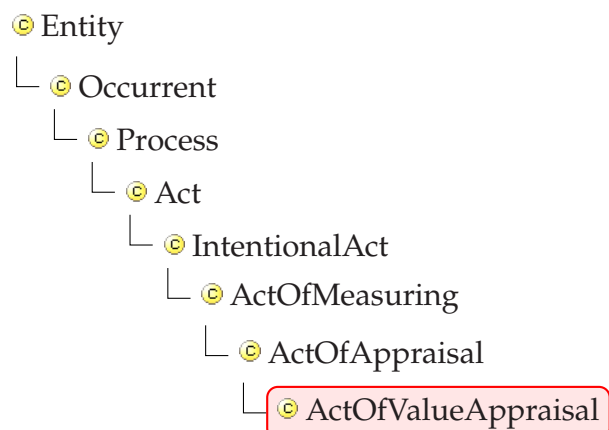 Entity
Occurrent
Process
Act
IntentionalAct
ActOfMeasuring
ActOfAppraisal
ActOfValueAppraisal